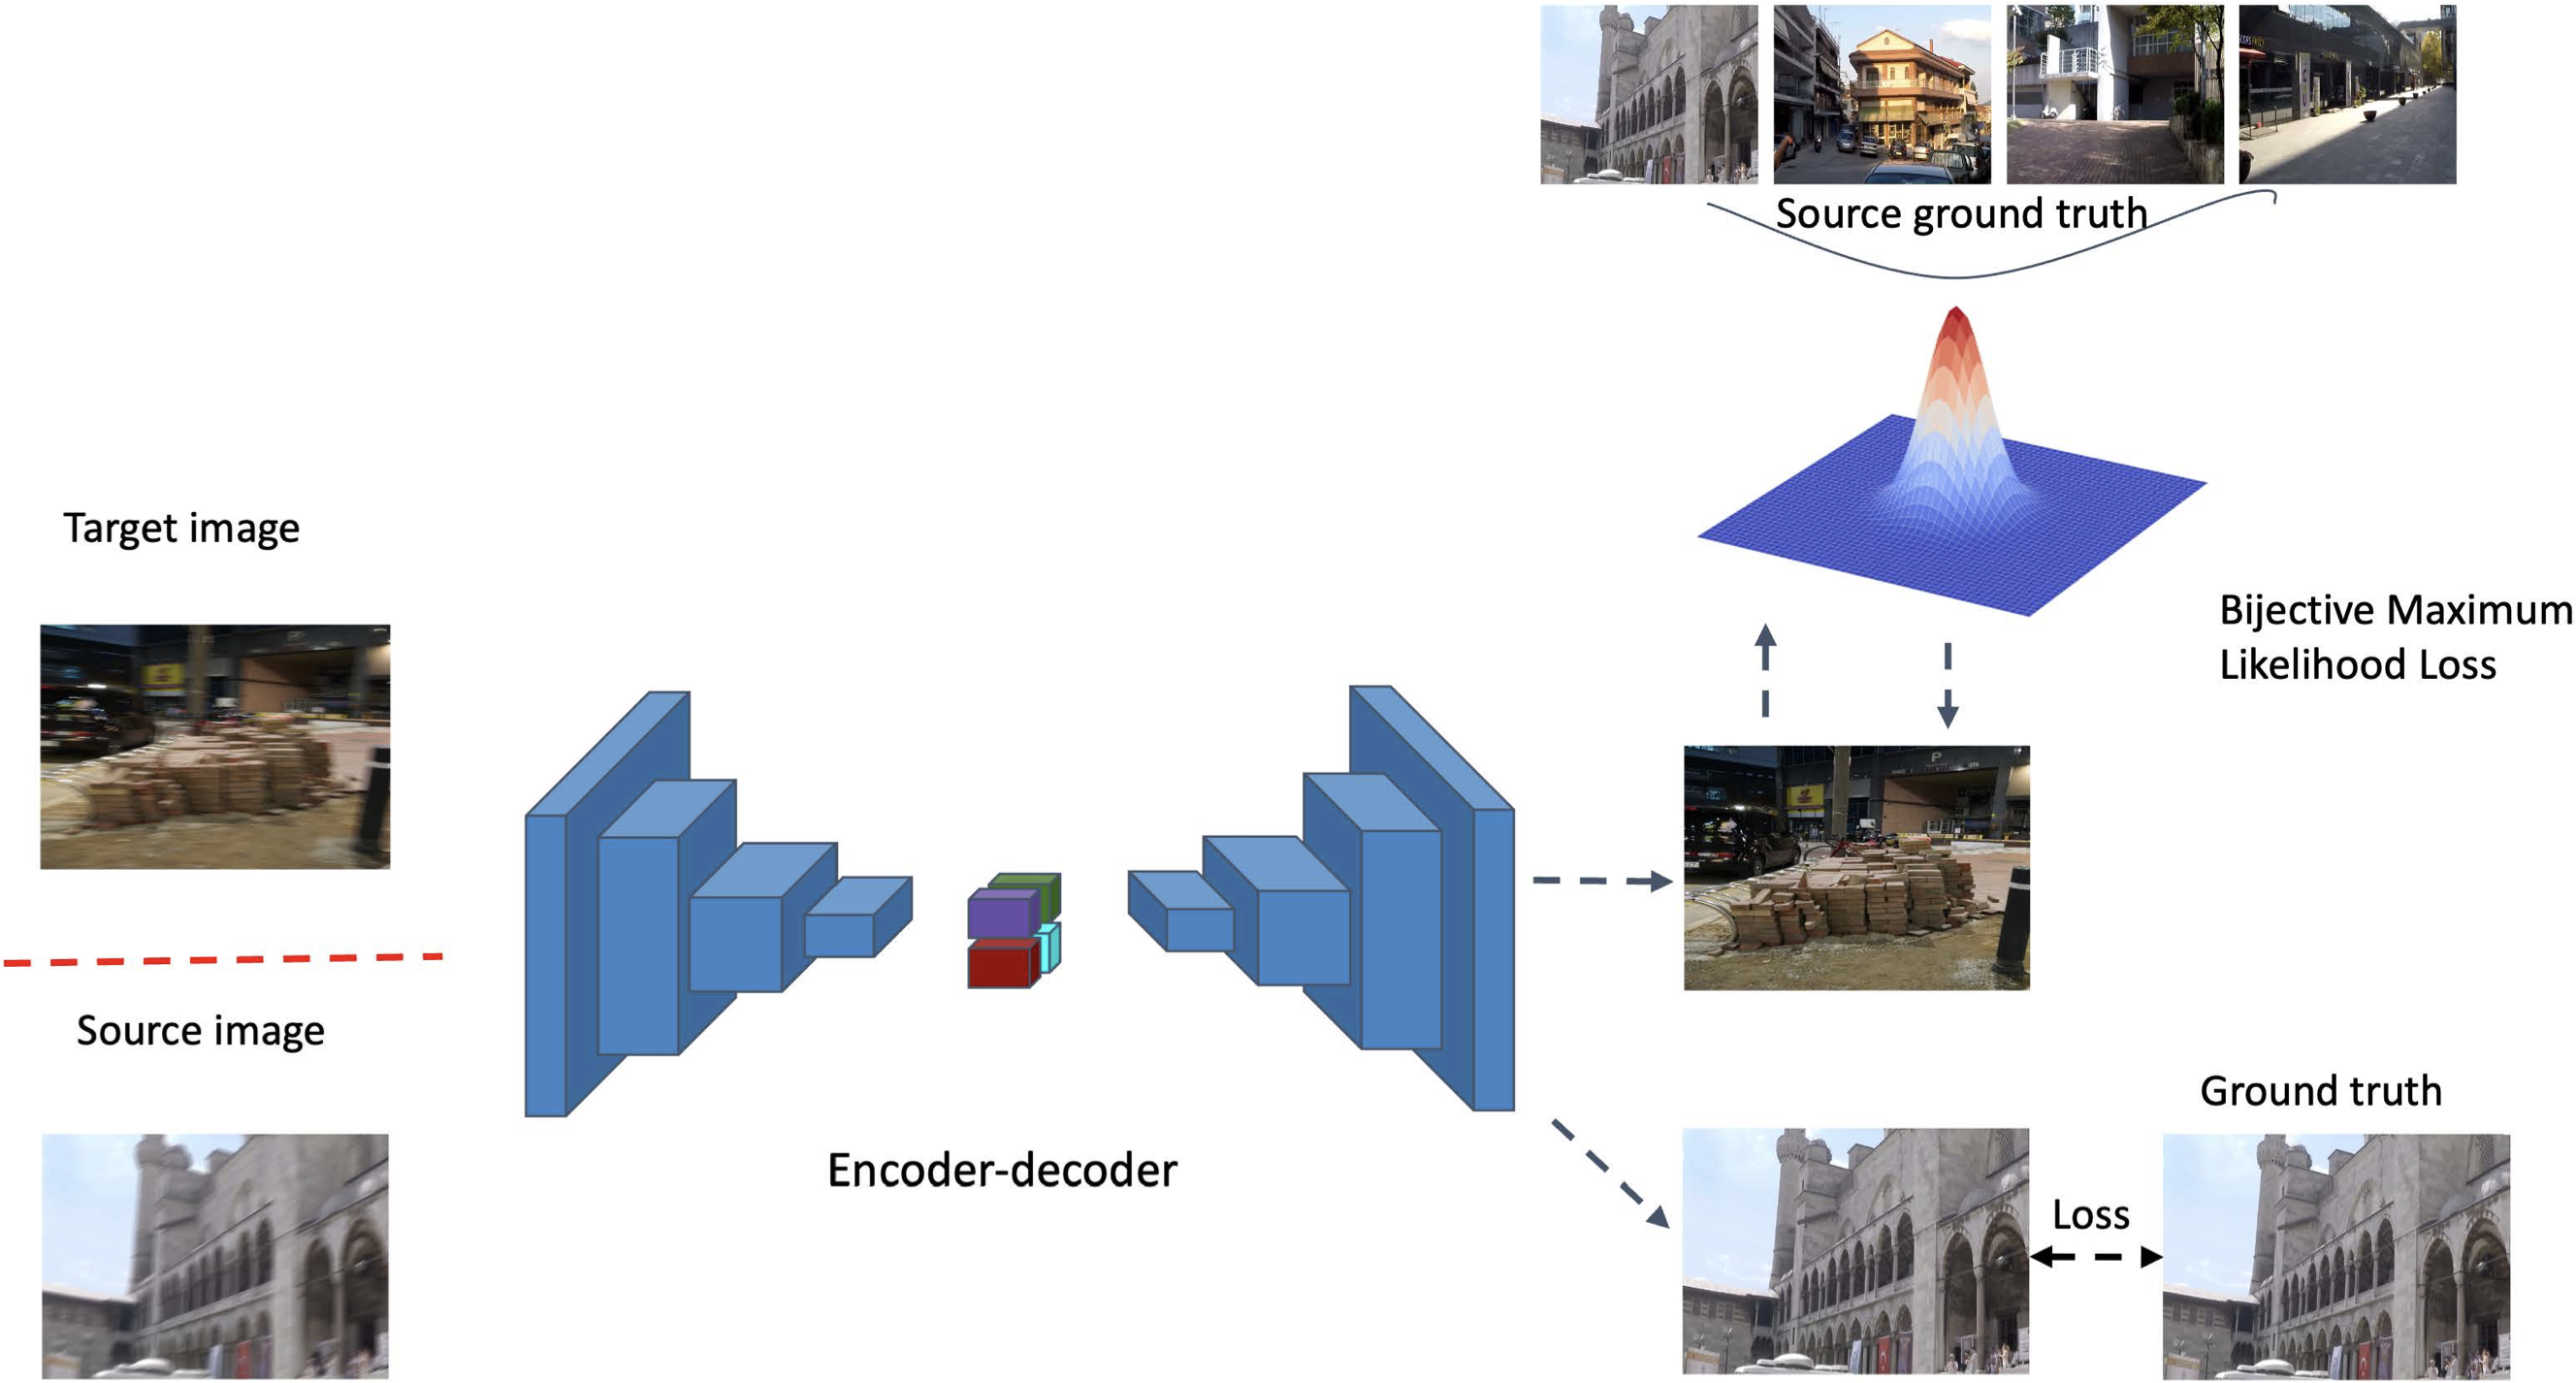 Source ground truth
Target image
Bijective Maximum
Likelihood Loss
Source image
Encoder-decoder
Ground truth
Loss